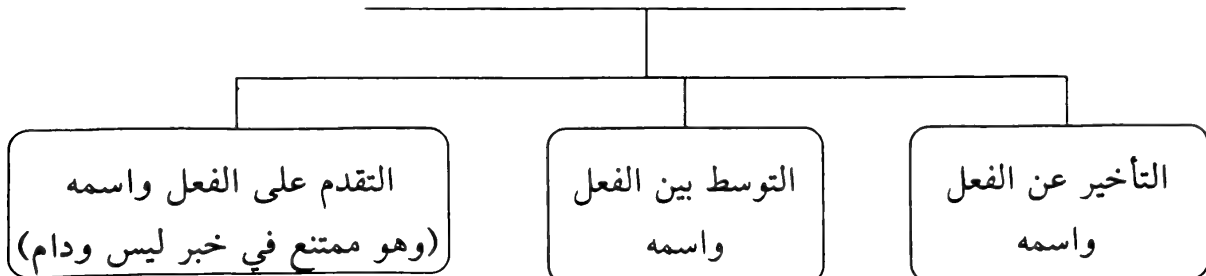 التأخير عن الفعل
واسمه
التوسط بين الفعل
واسمه
التقدم على الفعل واسمه
(وهو ممتنع في خبر ليس ودام)